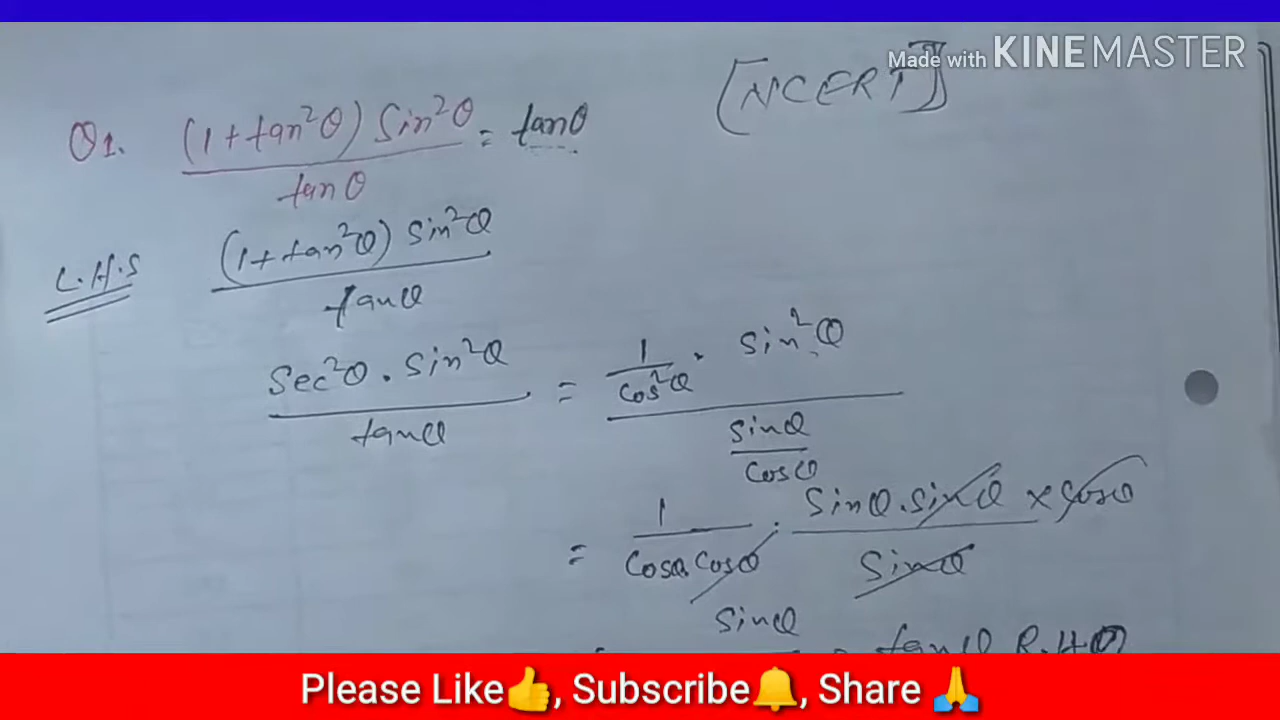 Made with KINEMASTER
[NCERT]
Q1. (1+tan²θ) Sin²θ = tanθ
tanθ
L.H.S (1+tan²θ) Sin²θ
tanθ
Sec²θ . Sin²θ = 1 . Sin²θ
Cos²θ
tanθ
Sinθ
Cosθ
= 1 . Sinθ.Sinθ × Cosθ
Cosθ Cosθ Sinθ
Sinθ
= tanθ R.H.S
Please Like👍, Subscribe🔔, Share 🙏